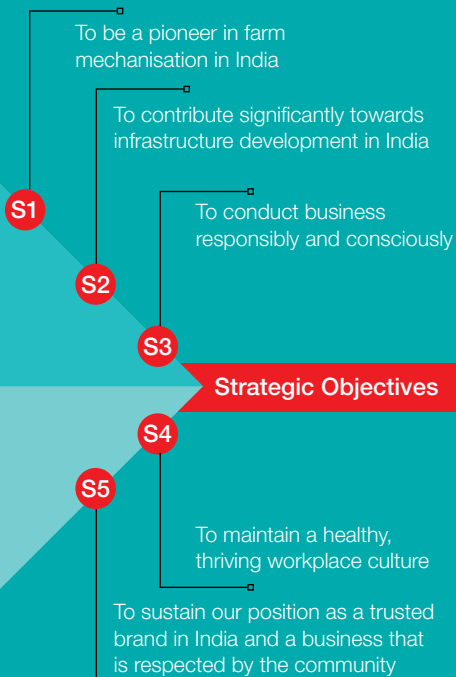 To be a pioneer in farm
mechanisation in India
To contribute significantly towards
infrastructure development in India
S1
To conduct business
responsibly and consciously
S2
S3
Strategic Objectives
S4
S5
To maintain a healthy,
thriving workplace culture
To sustain our position as a trusted
brand in India and a business that
is respected by the community